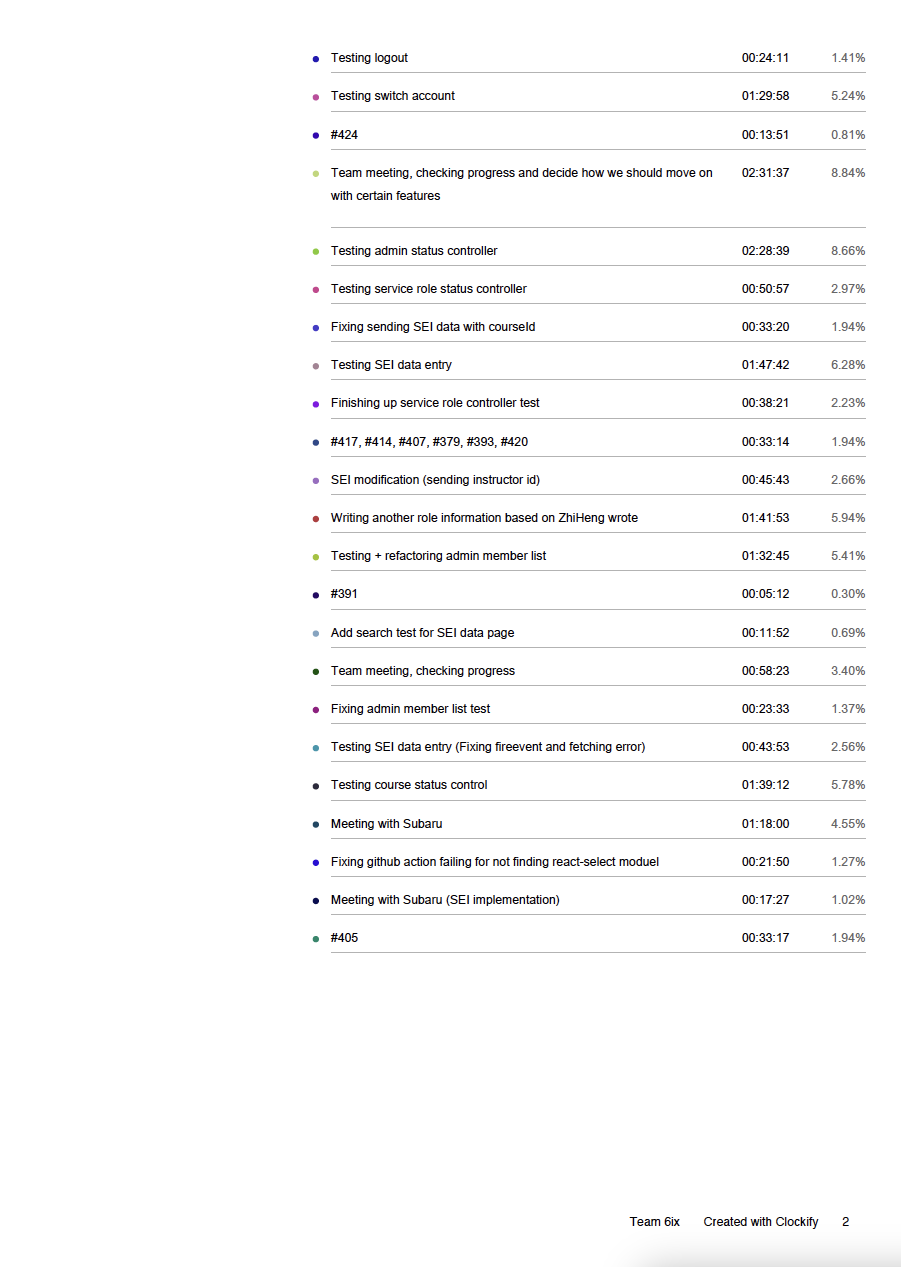 Testing logout 00:24:11 1.41%
Testing switch account 01:29:58 5.24%
#424 00:13:51 0.81%
Team meeting, checking progress and decide how we should move on 02:31:37 8.84%
with certain features
Testing admin status controller 02:28:39 8.66%
Testing service role status controller 00:50:57 2.97%
Fixing sending SEI data with courseId 00:33:20 1.94%
Testing SEI data entry 01:47:42 6.28%
Finishing up service role controller test 00:38:21 2.23%
#417, #414, #407, #379, #393, #420 00:33:14 1.94%
SEI modification (sending instructor id) 00:45:43 2.66%
Writing another role information based on ZhiHeng wrote 01:41:53 5.94%
Testing + refactoring admin member list 01:32:45 5.41%
#391 00:05:12 0.30%
Add search test for SEI data page 00:11:52 0.69%
Team meeting, checking progress 00:58:23 3.40%
Fixing admin member list test 00:23:33 1.37%
Testing SEI data entry (Fixing fireevent and fetching error) 00:43:53 2.56%
Testing course status control 01:39:12 5.78%
Meeting with Subaru 01:18:00 4.55%
Fixing github action failing for not finding react-select moduel 00:21:50 1.27%
Meeting with Subaru (SEI implementation) 00:17:27 1.02%
#405 00:33:17 1.94%
Team 6ix Created with Clockify 2